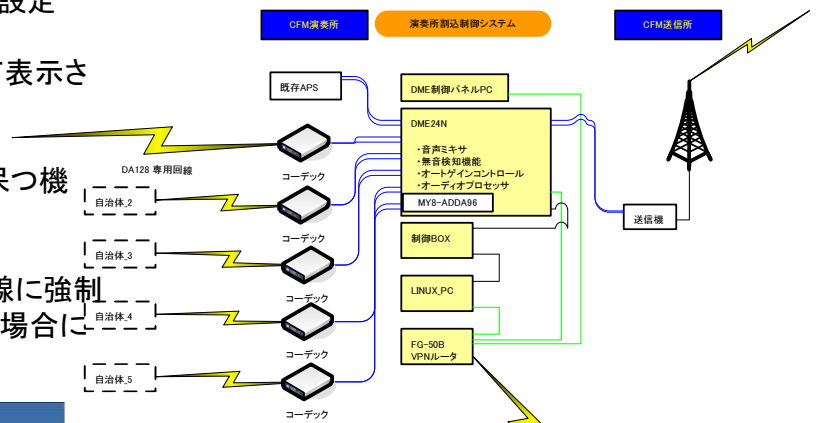 設定
て表示さ
保つ機
線に強制
場合に
CFM演奏所
演奏所割込制御システム
CFM送信所
既存APS
DME制御パネルPC
DME24N
・音声ミキサ
・無音検知機能
・オートゲインコントロール
・オーディオプロセッサ
MY8-ADDA96
DA128 専用回線
コーデック
自治体_2
コーデック
制御BOX
送信機
自治体_3
コーデック
LINUX_PC
自治体_4
コーデック
FG-50B
VPNルータ
自治体_5
コーデック